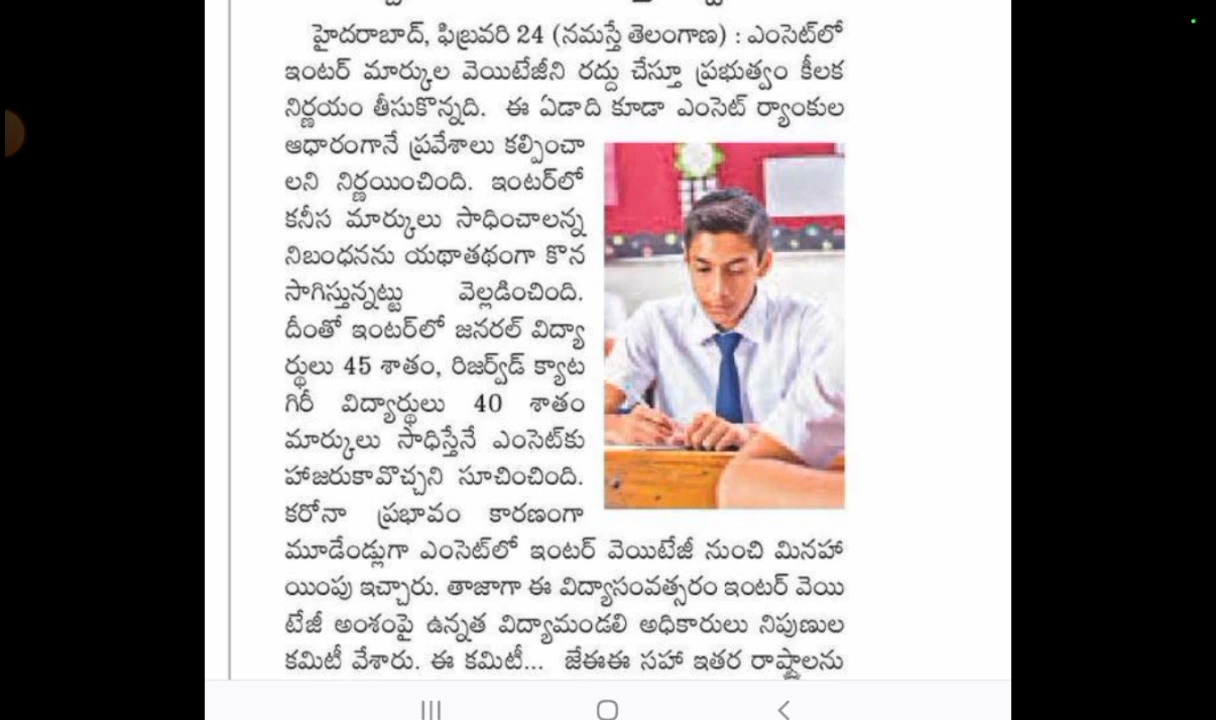 హైదరాబాద్, ఫిబ్రవరి 24 (నమస్తే తెలంగాణ) : ఎంసెట్‌లో
ఇంటర్ మార్కుల వెయిటేజీని రద్దు చేస్తూ ప్రభుత్వం కీలక
నిర్ణయం తీసుకొన్నది. ఈ ఏడాది కూడా ఎంసెట్ ర్యాంకుల
ఆధారంగానే ప్రవేశాలు కల్పించా
లని నిర్ణయించింది. ఇంటర్‌లో
కనీస మార్కులు సాధించాలన్న
నిబంధనను యథాతథంగా కొన
సాగిస్తున్నట్టు వెల్లడించింది.
దీంతో ఇంటర్‌లో జనరల్ విద్యా
ర్థులు 45 శాతం, రిజర్వ్‌డ్ క్యాట
గిరీ విద్యార్థులు 40 శాతం
మార్కులు సాధిస్తేనే ఎంసెట్‌కు
హాజరుకావొచ్చని సూచించింది.
కరోనా ప్రభావం కారణంగా
మూడేండ్లుగా ఎంసెట్‌లో ఇంటర్ వెయిటేజీ నుంచి మినహా
యింపు ఇచ్చారు. తాజాగా ఈ విద్యాసంవత్సరం ఇంటర్ వెయి
టేజీ అంశంపై ఉన్నత విద్యామండలి అధికారులు నిపుణుల
కమిటీ వేశారు. ఈ కమిటీ... జేఈఈ సహా ఇతర రాష్ట్రాలను